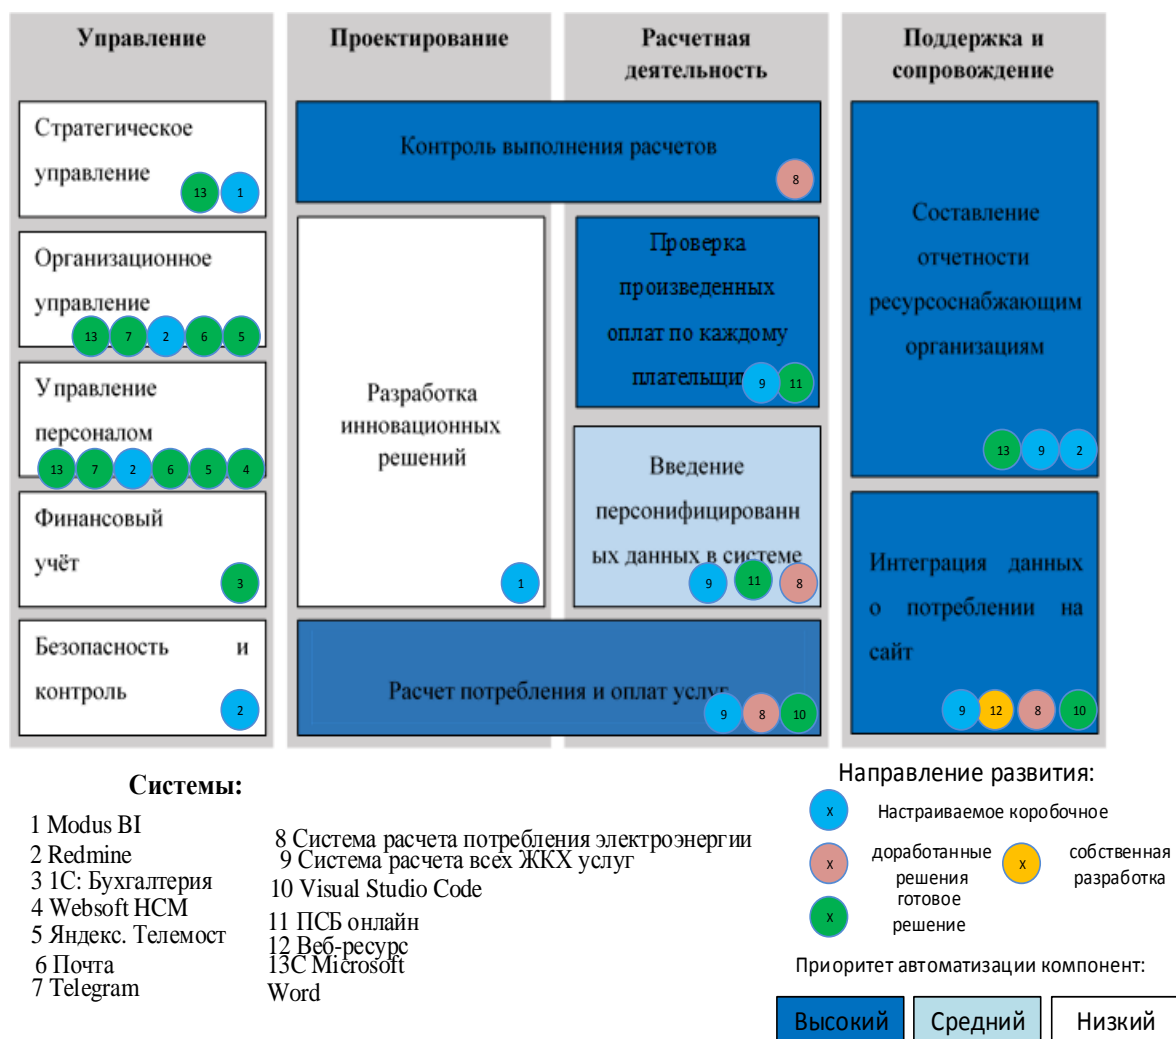 Управление
Проектирование
Расчетная
деятельность
Поддержка и
сопровождение
Стратегическое
управление
13 1
Организационное
управление
13 7 2 6 5
Управление
персоналом
13 7 2 6 5 4
Финансовый
учёт
3
Безопасность и
контроль
2
Контроль выполнения расчетов
8
Разработка
инновационных
решений
1
Проверка
произведенных
оплат по каждому
плательщи
9 11
Введение
персонифицированн
ых данных в системе
9 11 8
Расчет потребления и оплат услуг
9 8 10
Составление
отчетности
ресурсоснабжающим
организациям
13 9 2
Интеграция данных
о потреблении на
сайт
9 12 8 10
Системы:
1 Modus BI
2 Redmine
3 1С: Бухгалтерия
4 Websoft HCM
5 Яндекс. Телемост
6 Почта
7 Telegram
8 Система расчета потребления электроэнергии
9 Система расчета всех ЖКХ услуг
10 Visual Studio Code
11 ПСБ онлайн
12 Веб-ресурс
13С Microsoft
Word
Направление развития:
x Настраиваемое коробочное
x доработанные
решения
x собственная
разработка
x готовое
решение
Приоритет автоматизации компонент:
Высокий
Средний
Низкий